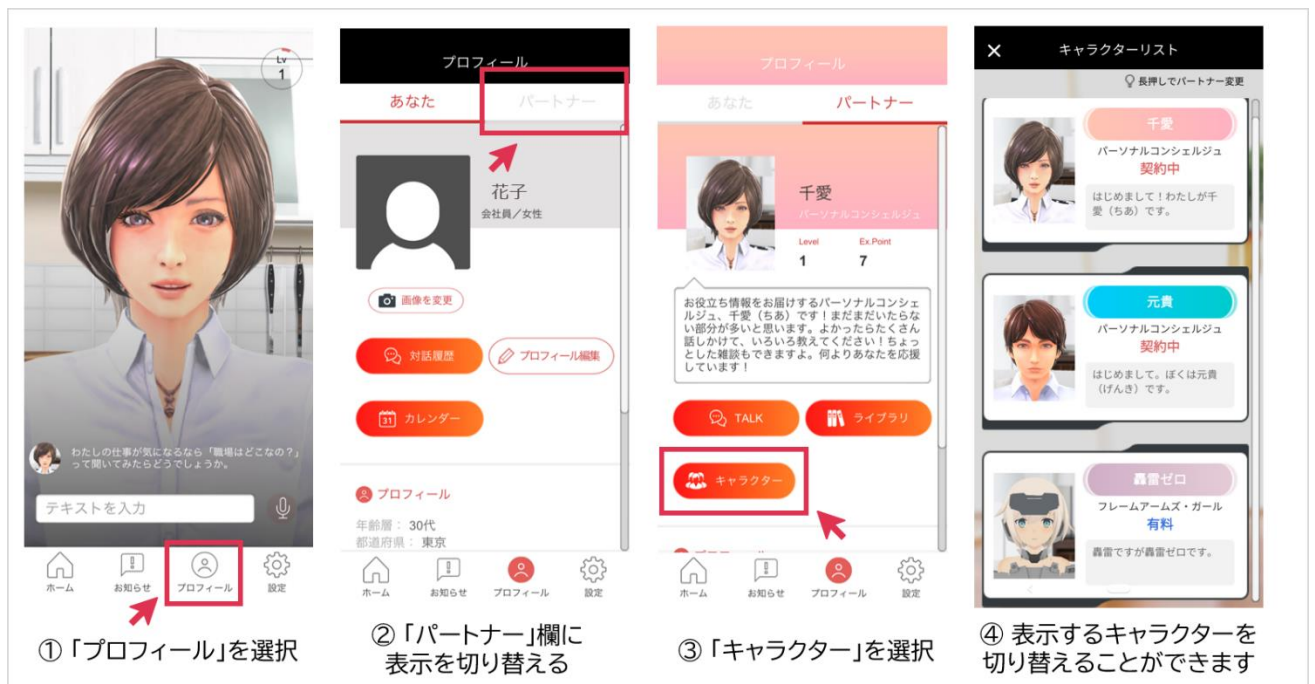 Lv
1
わたしの仕事が気になるなら「職場はどこなの?」
って聞いてみたらどうでしょうか。
テキストを入力
ホーム
お知らせ
プロフィール
設定
① 「プロフィール」を選択
プロフィール
あなた
パートナー
花子
会社員／女性
画像を変更
対話履歴
プロフィール編集
31
カレンダー
プロフィール
年齢層： 30代
都道府県： 東京
ホーム
お知らせ
プロフィール
設定
② 「パートナー」欄に
表示を切り替える
プロフィール
あなた
パートナー
千愛
パーソナルコンシェルジュ
Level
Ex.Point
1
7
お役立ち情報をお届けするパーソナルコンシェ
ルジュ、千愛（ちあ）です！まだまだいたらな
い部分が多いと思います。よかったらたくさん
話しかけて、いろいろ教えてください！ちょっ
とした雑談もできますよ。何よりあなたを応援
しています！
TALK
ライブラリ
キャラクター
ホーム
お知らせ
プロフィール
設定
③ 「キャラクター」を選択
キャラクターリスト
長押しでパートナー変更
千愛
パーソナルコンシェルジュ
契約中
はじめまして！わたしが千
愛（ちあ）です。
元貴
パーソナルコンシェルジュ
契約中
はじめまして。ぼくは元貴
（げんき）です。
轟雷ゼロ
フレームアームズ・ガール
有料
轟雷ですが轟雷ゼロです。
④ 表示するキャラクターを
切り替えることができます